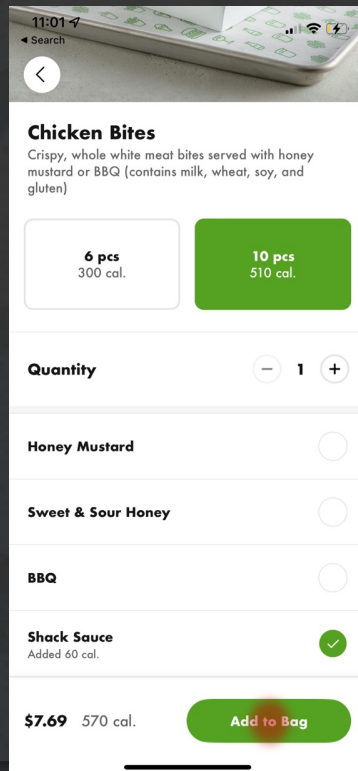 11:01
◂ Search
Chicken Bites
Crispy, whole white meat bites served with honey
mustard or BBQ (contains milk, wheat, soy, and
gluten)
6 pcs
300 cal.
10 pcs
510 cal.
Quantity
1
Honey Mustard
Sweet & Sour Honey
BBQ
Shack Sauce
Added 60 cal.
$7.69 570 cal.
Add to Bag